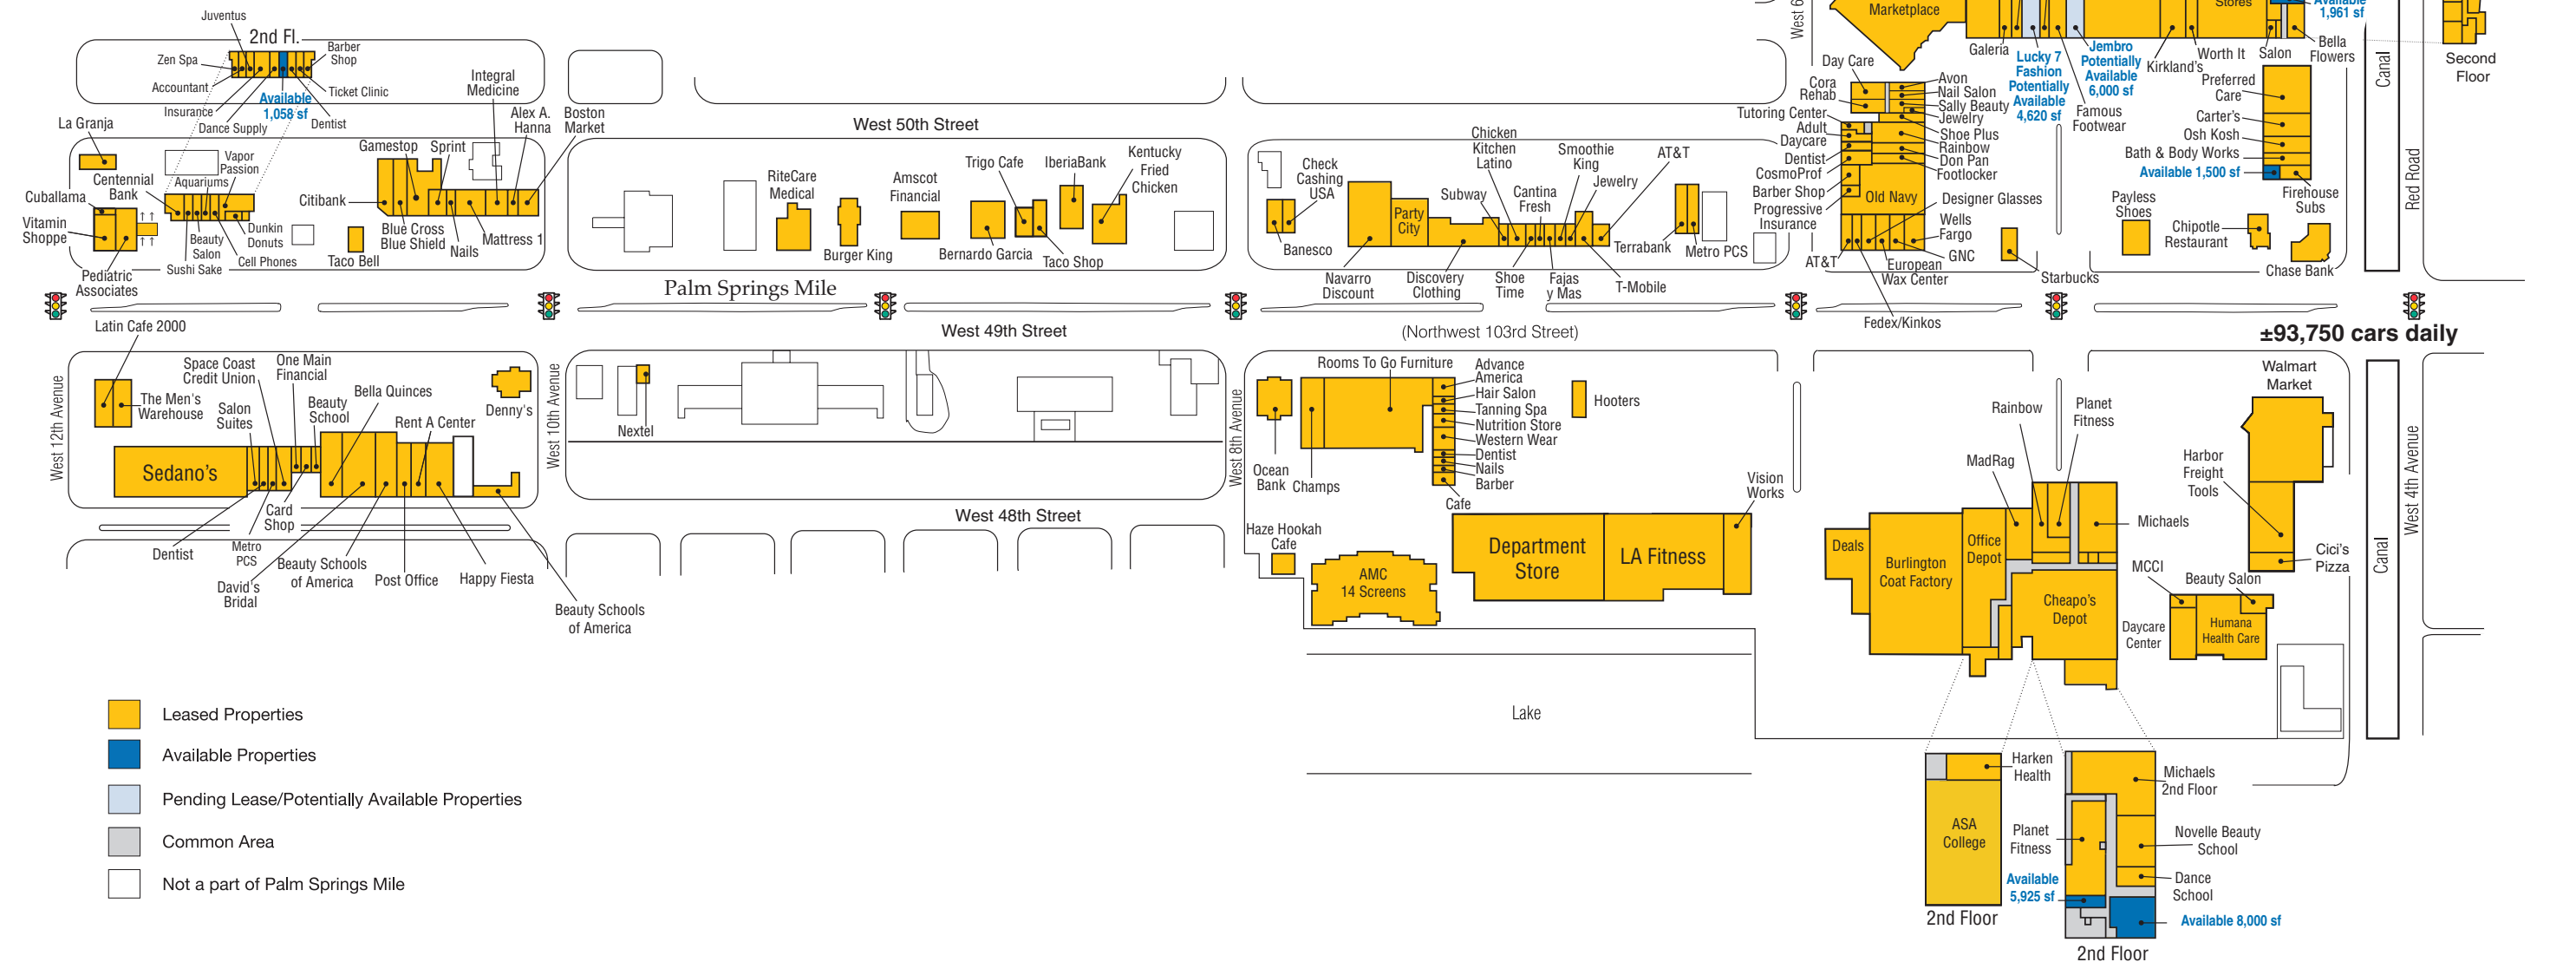 Juventus
2nd Fl.
Zen Spa
Accountant
Insurance
Dance Supply
Available
1,058 sf
Dentist
Ticket Clinic
Barber
Shop
La Granja
Cuballama
Centennial
Bank
Aquariums
Vapor
Passion
Vitamin
Shoppe
Pediatric
Associates
Sushi Sake
Beauty
Salon
Cell Phones
Dunkin
Donuts
Taco Bell
Citibank
Gamestop
Sprint
Integral
Medicine
Alex A.
Hanna
Boston
Market
Blue Cross
Blue Shield
Nails
Mattress 1
West 50th Street
RiteCare
Medical
Burger King
Amscot
Financial
Trigo Cafe
Bernardo Garcia
IberiaBank
Taco Shop
Kentucky
Fried
Chicken
Check
Cashing
USA
Banesco
Party
City
Navarro
Discount
Discovery
Clothing
Subway
Chicken
Kitchen
Latino
Shoe
Time
Cantina
Fresh
Fajas
y Mas
Smoothie
King
Jewelry
T-Mobile
AT&T
Terrabank
Metro PCS
West 6
Marketplace
Day Care
Cora
Rehab
Tutoring Center
Adult
Daycare
Dentist
CosmoProf
Barber Shop
Progressive
Insurance
AT&T
Avon
Nail Salon
Sally Beauty
Jewelry
Shoe Plus
Rainbow
Don Pan
Footlocker
Old Navy
Designer Glasses
Wells
Fargo
GNC
European
Wax Center
Fedex/Kinkos
Galeria
Lucky 7
Fashion
Potentially
Available
4,620 sf
Famous
Footwear
Jembro
Potentially
Available
6,000 sf
Kirkland's
Worth It
Stores
Salon
Available
1,961 sf
Bella
Flowers
Preferred
Care
Carter's
Osh Kosh
Bath & Body Works
Available 1,500 sf
Firehouse
Subs
Payless
Shoes
Chipotle
Restaurant
Chase Bank
Starbucks
Canal
Red Road
Second
Floor
Palm Springs Mile
West 49th Street
(Northwest 103rd Street)
±93,750 cars daily
West 12th Avenue
West 10th Avenue
West 8th Avenue
West 4th Avenue
Canal
Latin Cafe 2000
The Men's
Warehouse
Space Coast
Credit Union
Salon
Suites
One Main
Financial
Beauty
School
Bella Quinces
Rent A Center
Denny's
Sedano's
Dentist
Metro
PCS
Card
Shop
David's
Bridal
Beauty Schools
of America
Post Office
Happy Fiesta
Beauty Schools
of America
Nextel
West 48th Street
Rooms To Go Furniture
Ocean
Bank
Champs
Advance
America
Hair Salon
Tanning Spa
Nutrition Store
Western Wear
Dentist
Nails
Barber
Cafe
Hooters
Haze Hookah
Cafe
AMC
14 Screens
Department
Store
LA Fitness
Vision
Works
Lake
Deals
Burlington
Coat Factory
Office
Depot
MadRag
Rainbow
Planet
Fitness
Michaels
Cheapo's
Depot
Walmart
Market
Harbor
Freight
Tools
Cici's
Pizza
MCCI
Beauty Salon
Daycare
Center
Humana
Health Care
Leased Properties
Available Properties
Pending Lease/Potentially Available Properties
Common Area
Not a part of Palm Springs Mile
Harken
Health
ASA
College
2nd Floor
Michaels
2nd Floor
Planet
Fitness
Novelle Beauty
School
Dance
School
Available
5,925 sf
Available 8,000 sf
2nd Floor